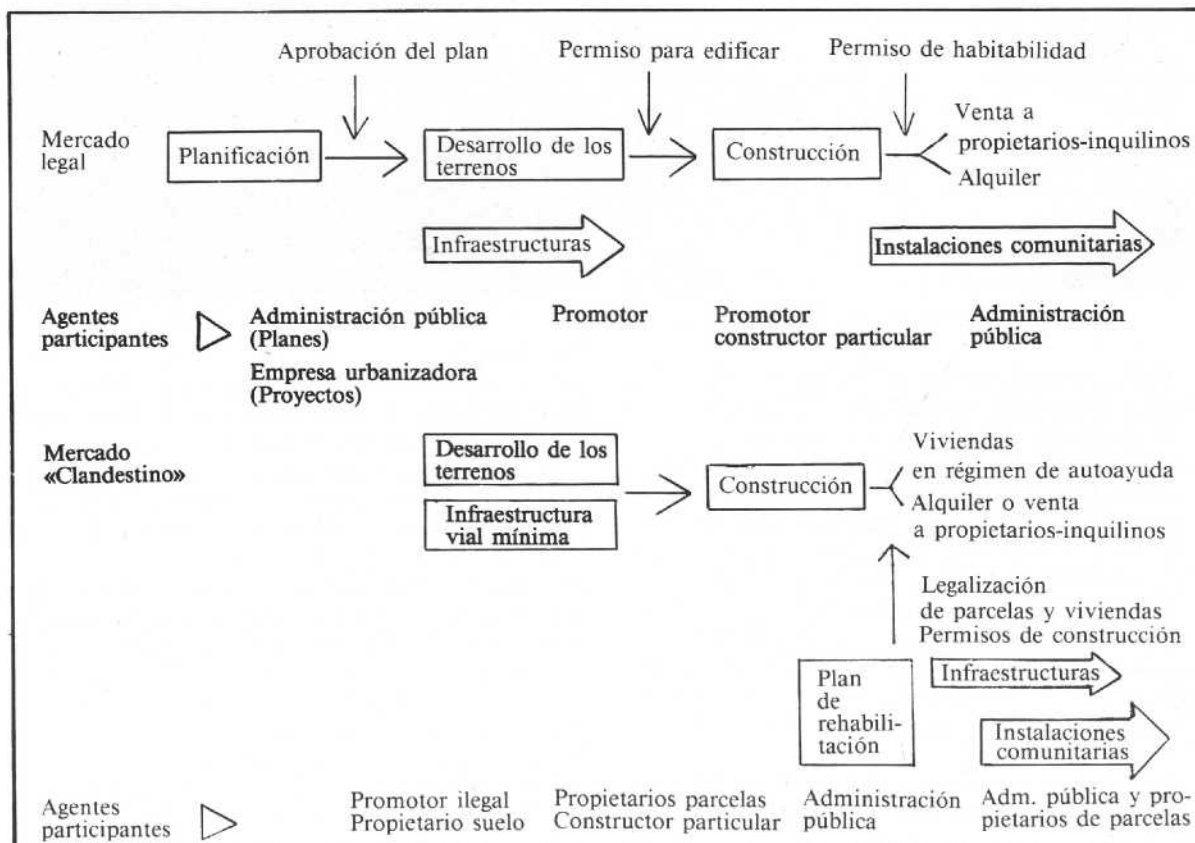 Aprobación del plan
Permiso para edificar
Permiso de habitabilidad
Mercado
legal
Planificación
Desarrollo de los
terrenos
Construcción
Venta a
propietarios-inquilinos
Alquiler
Infraestructuras
Instalaciones comunitarias
Agentes
participantes
Administración pública
(Planes)
Empresa urbanizadora
(Proyectos)
Promotor
Promotor
constructor particular
Administración
pública
Mercado
«Clandestino»
Desarrollo de los
terrenos
Infraestructura
vial mínima
Construcción
Viviendas
en régimen de autoayuda
Alquiler o venta
a propietarios-inquilinos
Legalización
de parcelas y viviendas
Permisos de construcción
Plan
de
rehabili-
tación
Infraestructuras
Instalaciones
comunitarias
Agentes
participantes
Promotor ilegal
Propietario suelo
Propietarios parcelas
Constructor particular
Administración
pública
Adm. pública y pro-
pietarios de parcelas